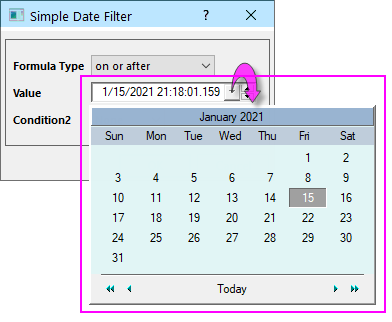 Simple Date Filter ?
Formula Type on or after
Value 1/15/2021 21:18:01.159
Condition2
January 2021
Sun Mon Tue Wed Thu Fri Sat
1 2
3 4 5 6 7 8 9
10 11 12 13 14 15 16
17 18 19 20 21 22 23
24 25 26 27 28 29 30
31
Today